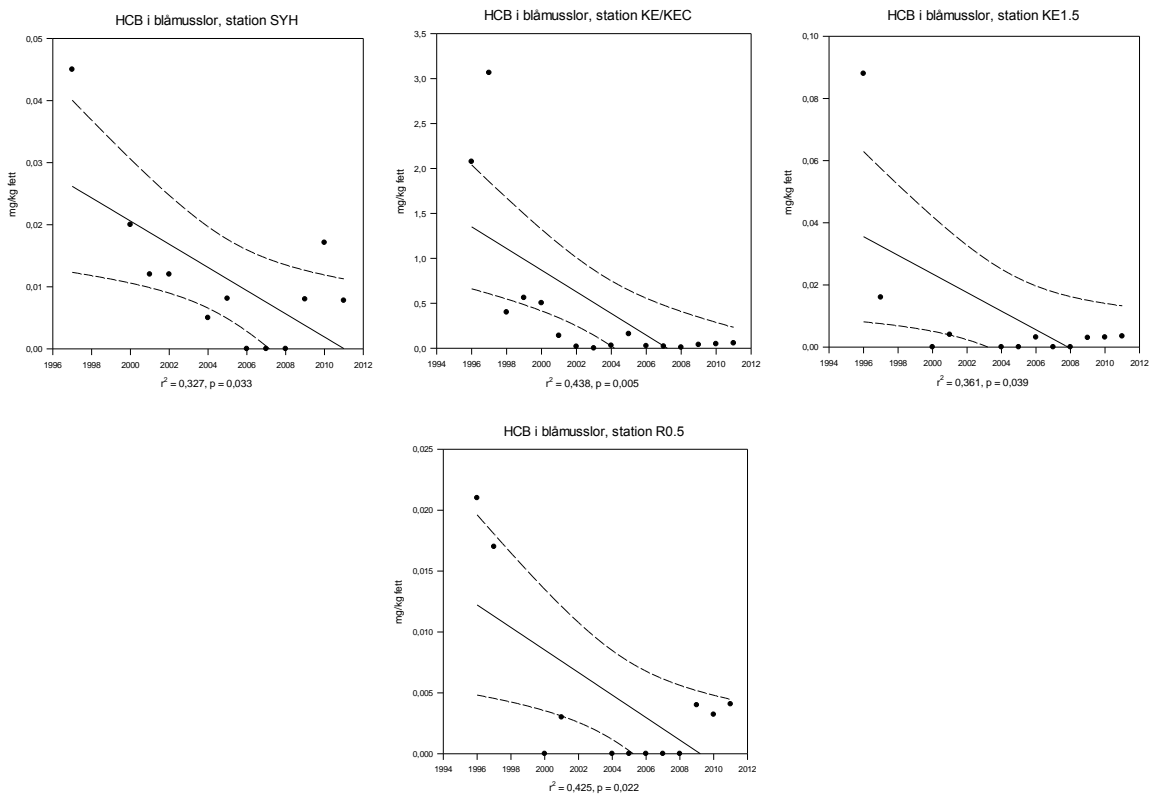 HCB i blåmusslor, station SYH
0,05
0,04
0,03
0,02
0,01
0,00
mg/kg fett
1996 1998 2000 2002 2004 2006 2008 2010 2012
r² = 0,327, p = 0,033
HCB i blåmusslor, station KE/KEC
3,5
3,0
2,0
1,5
1,0
0,5
0,0
mg/kg fett
1994 1996 1998 2000 2002 2004 2006 2008 2010 2012
r² = 0,438, p = 0,005
HCB i blåmusslor, station KE1.5
0,10
0,08
0,06
0,04
0,02
0,00
mg/kg fett
1994 1996 1998 2000 2002 2004 2006 2008 2010 2012
r² = 0,361, p = 0,039
HCB i blåmusslor, station R0.5
0,025
0,020
0,015
0,010
0,005
0,000
mg/kg fett
1994 1996 1998 2000 2002 2004 2006 2008 2010 2012
r² = 0,425, p = 0,022